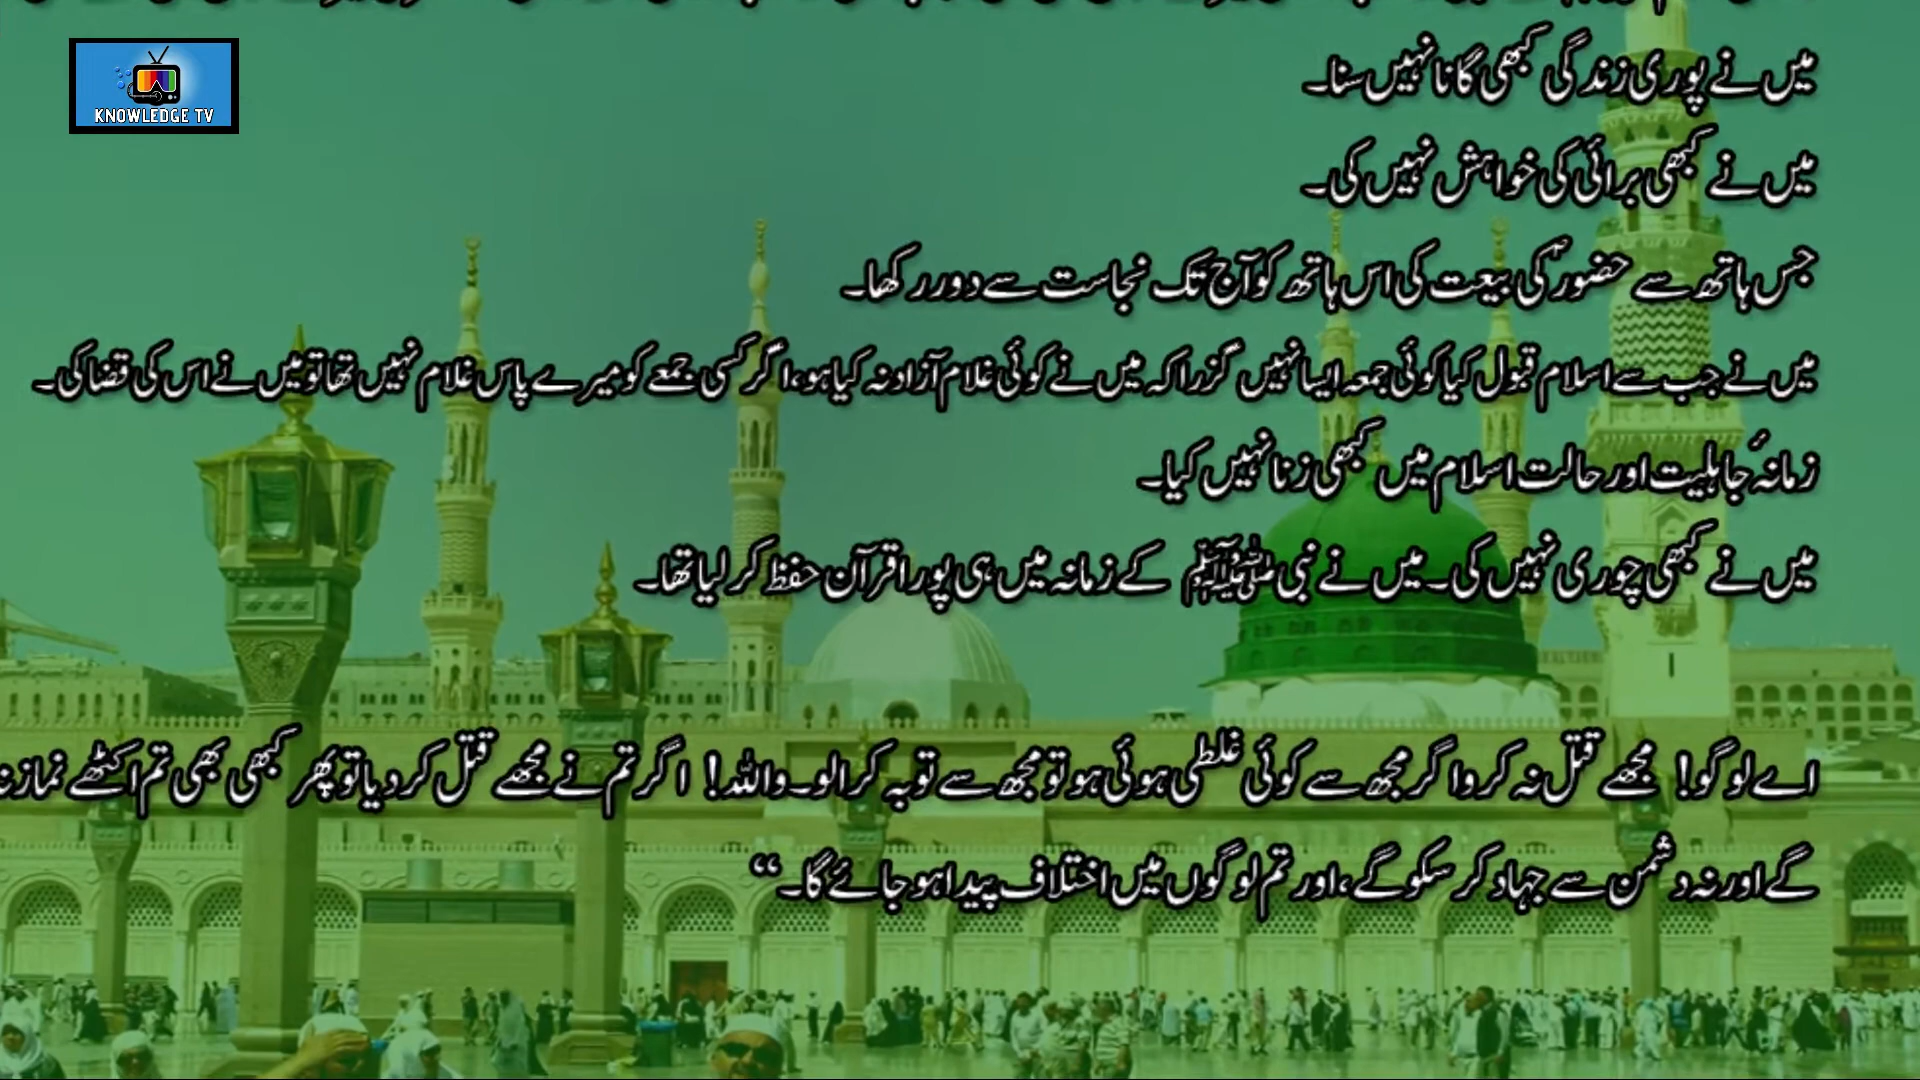 KNOWLEDGE TV
میں نے پوری زندگی کبھی گانا نہیں سنا۔
میں نے کبھی برائی کی خواہش نہیں کی۔
جس ہاتھ سے حضورؐ کی بیعت کی اس ہاتھ کو آج تک نجاست سے دور رکھا۔
میں نے جب سے اسلام قبول کیا کوئی جمعہ ایسا نہیں گزرا کہ میں نے کوئی غلام آزاد نہ کیا ہو، اگر کسی جمعے کو میرے پاس غلام نہیں تھا تو میں نے اس کی قضا کی۔
زمانۂ جاہلیت اور حالت اسلام میں کبھی زنا نہیں کیا۔
میں نے کبھی چوری نہیں کی۔ میں نے نبی ﷺ کے زمانہ میں ہی پورا قرآن حفظ کر لیا تھا۔
اے لوگو! مجھے قتل نہ کرو اگر مجھ سے کوئی غلطی ہوئی ہو تو مجھ سے توبہ کرا لو۔ واللہ! اگر تم نے مجھے قتل کر دیا تو پھر کبھی بھی تم اکٹھے نماز
گے اور نہ دشمن سے جہاد کر سکو گے، اور تم لوگوں میں اختلاف پیدا ہو جائے گا۔“